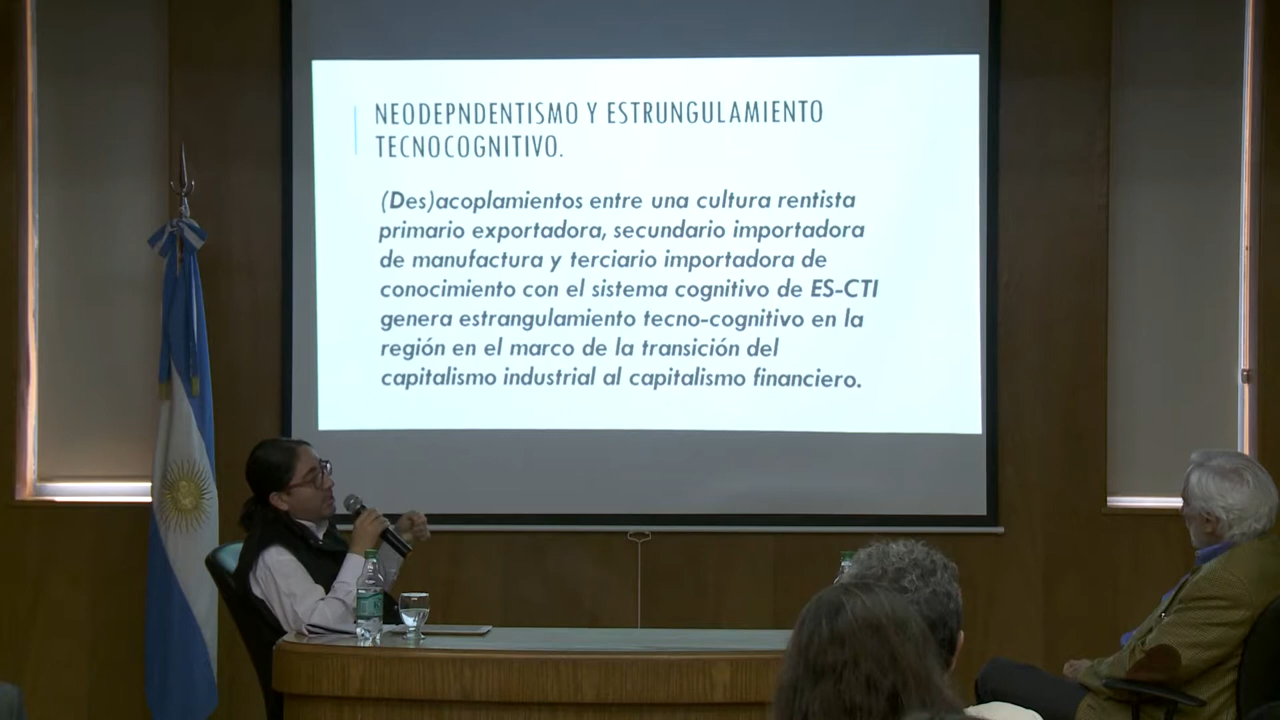 NEODEPNDENTISMO Y ESTRUNGULAMIENTO
TECNOCOGNITIVO.
(Des)acoplamientos entre una cultura rentista
primario exportadora, secundario importadora
de manufactura y terciario importadora de
conocimiento con el sistema cognitivo de ES-CTI
genera estrangulamiento tecno-cognitivo en la
región en el marco de la transición del
capitalismo industrial al capitalismo financiero.